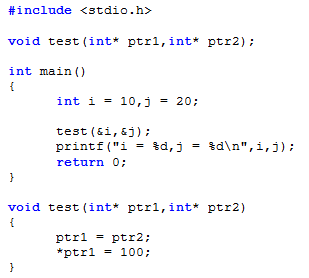 #include <stdio.h>
void test(int* ptr1,int* ptr2);
int main()
{
int i = 10,j = 20;
test(&i,&j);
printf("i = %d,j = %d\n",i,j);
return 0;
}
void test(int* ptr1,int* ptr2)
{
ptr1 = ptr2;
*ptr1 = 100;
}